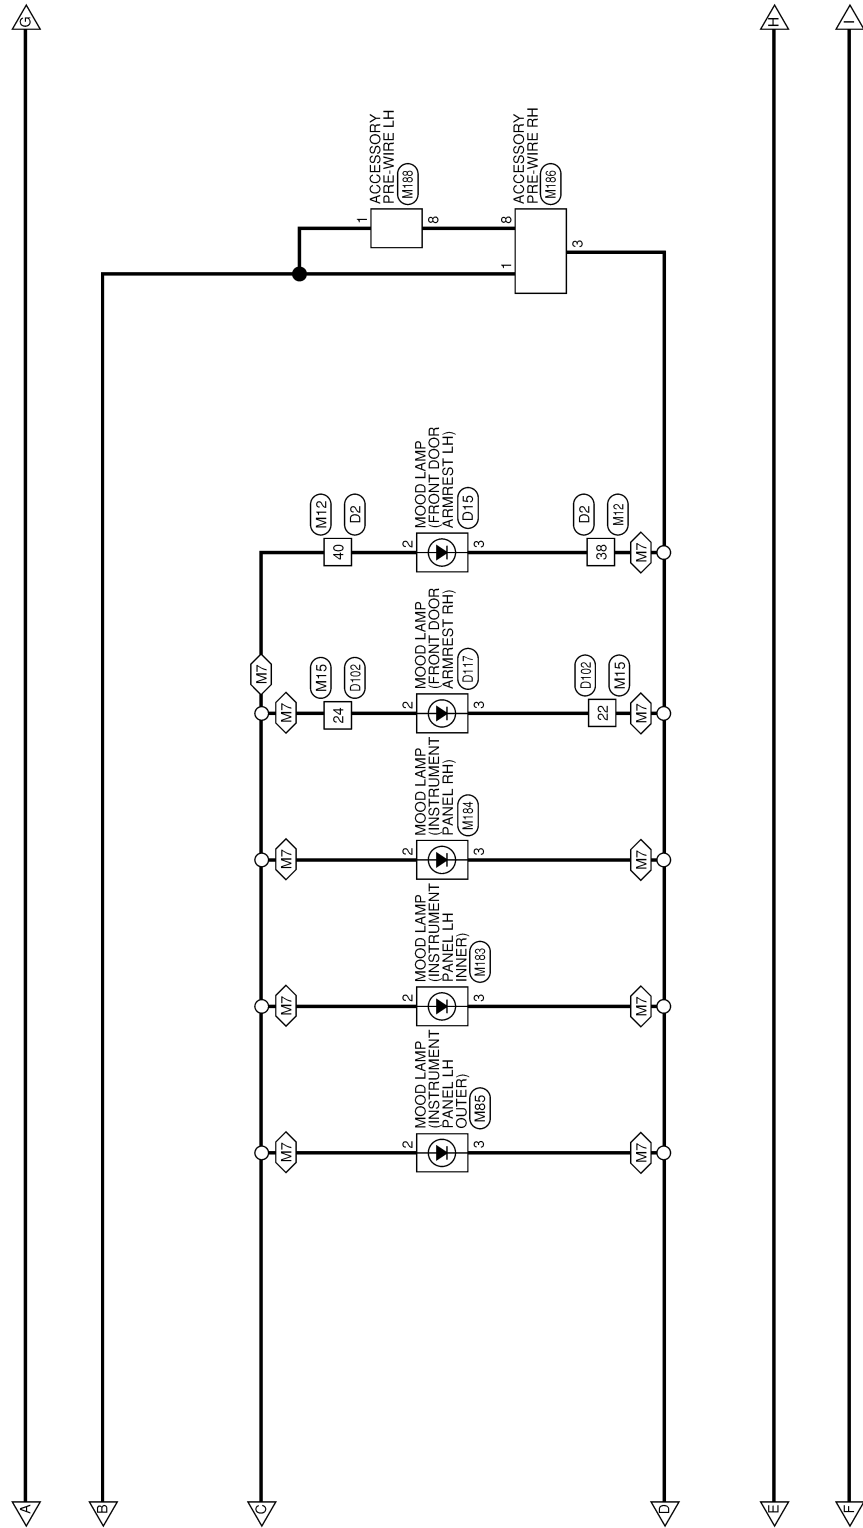 A
G
B
ACCESSORY
PRE-WIRE LH
M188
1
8
ACCESSORY
PRE-WIRE RH
M186
1
8
3
C
M7
M7
M7
M7
M7
M15
24
D102
M12
40
D2
MOOD LAMP
(INSTRUMENT
PANEL LH
OUTER)
M85
2
3
MOOD LAMP
(INSTRUMENT
PANEL LH
INNER)
M183
2
3
MOOD LAMP
(INSTRUMENT
PANEL RH)
M184
2
3
MOOD LAMP
(FRONT DOOR
ARMREST RH)
D117
2
3
MOOD LAMP
(FRONT DOOR
ARMREST LH)
D15
2
3
D102
22
M15
D2
38
M12
M7
M7
M7
M7
M7
D
E
H
F
I